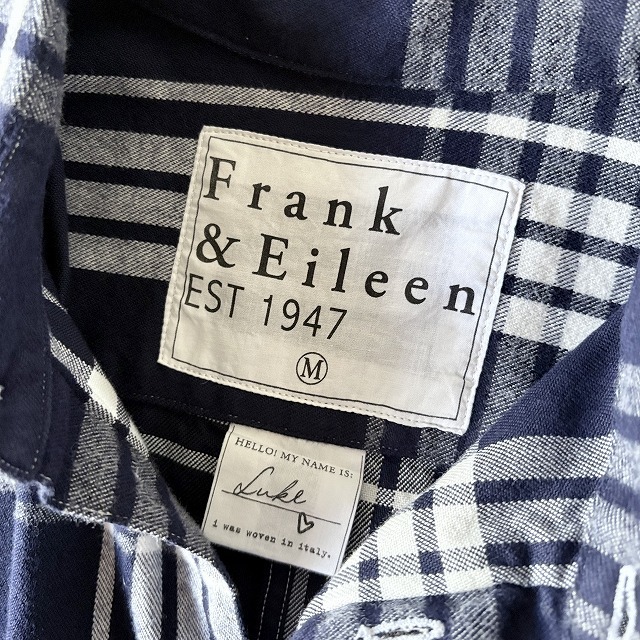 Frank
& Eileen
EST 1947
M
HELLO! MY NAME IS:
Luke
i was woven in italy.